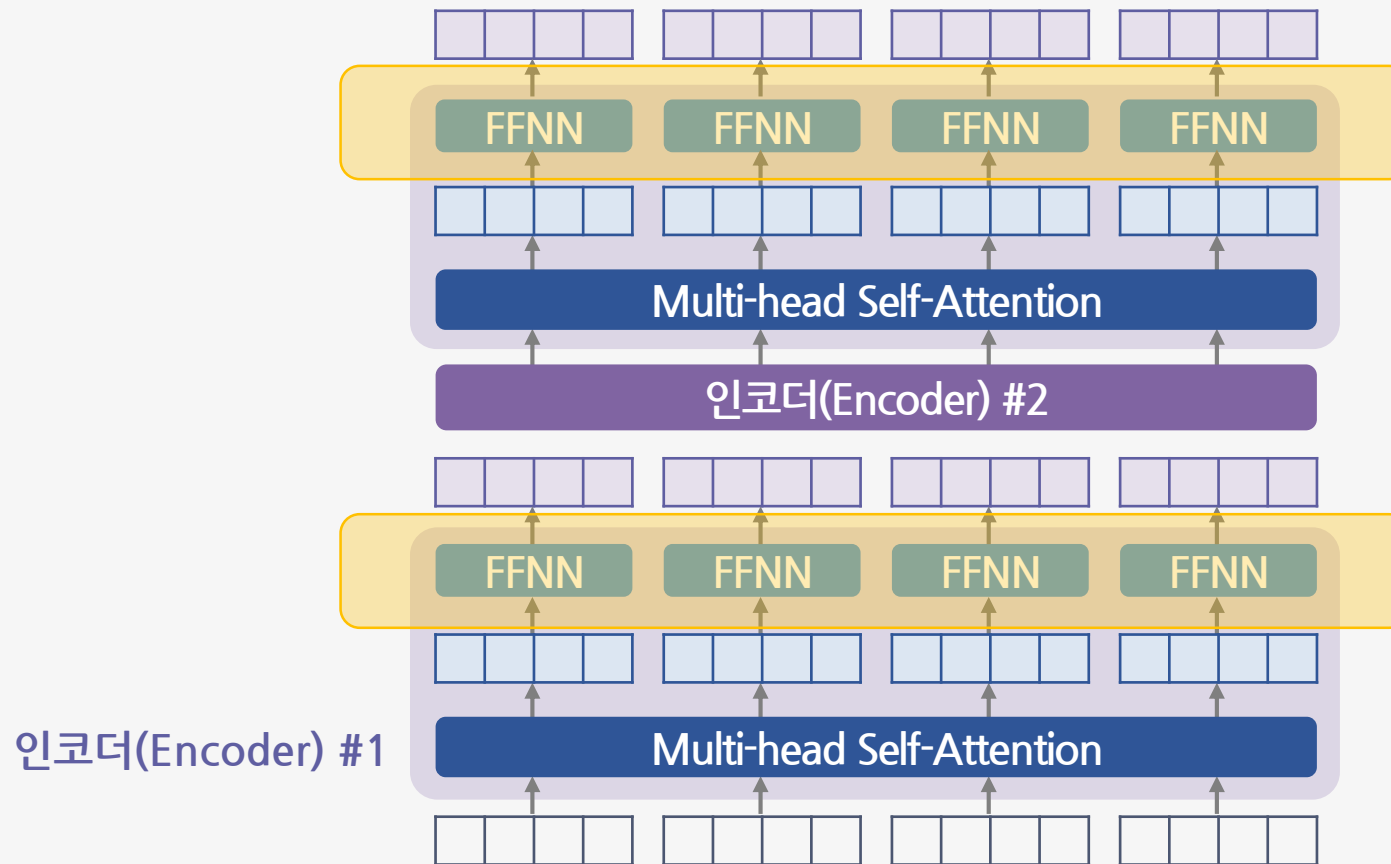 FFNN FFNN FFNN FFNN
Multi-head Self-Attention
인코더(Encoder) #2
FFNN FFNN FFNN FFNN
인코더(Encoder) #1
Multi-head Self-Attention